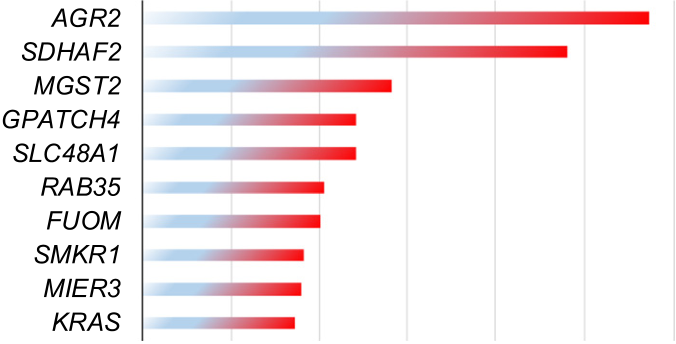 AGR2
SDHAF2
MGST2
GPATCH4
SLC48A1
RAB35
FUOM
SMKR1
MIER3
KRAS